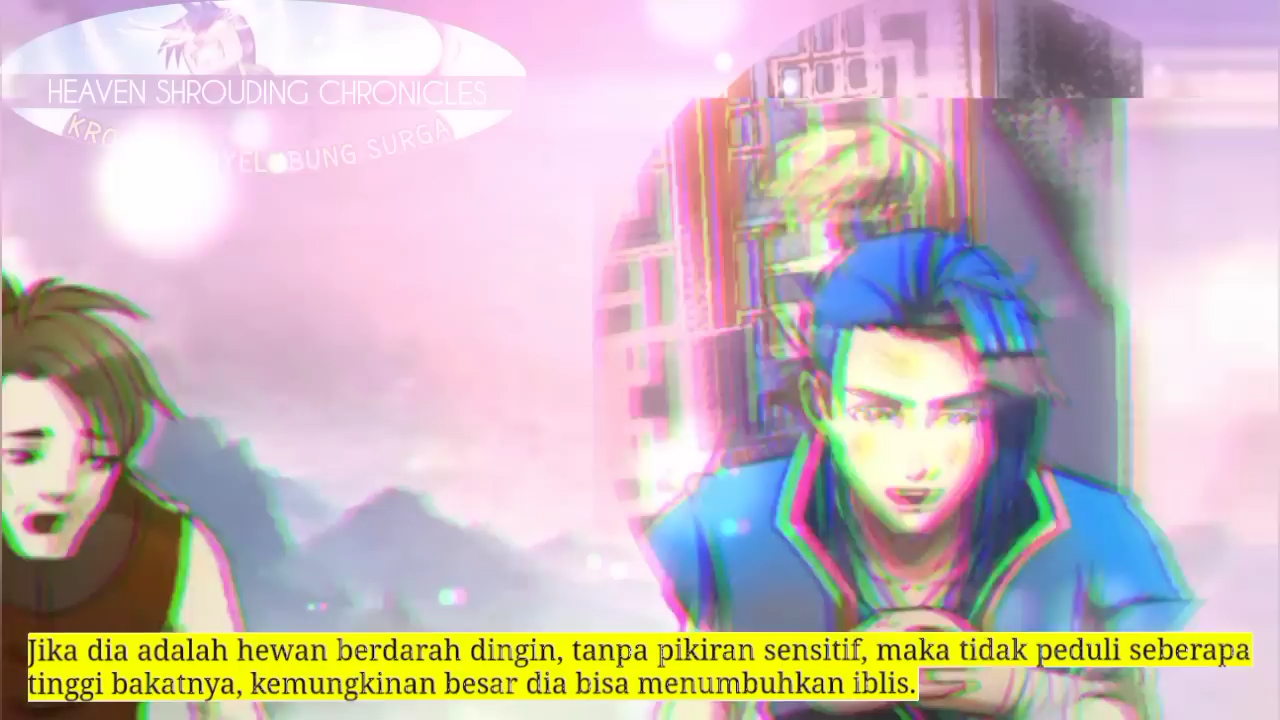 HEAVEN SHROUDING CHRONICLES
SURGA
Jika dia adalah hewan berdarah dingin, tanpa pikiran sensitif, maka tidak peduli seberapa
tinggi bakatnya, kemungkinan besar dia bisa menumbuhkan iblis.